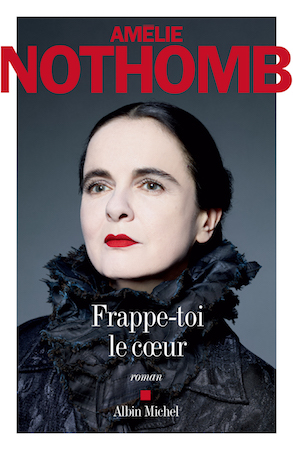 AMÉLIE
NOTHOMB
Frappe-toi
le cœur
roman
Albin Michel